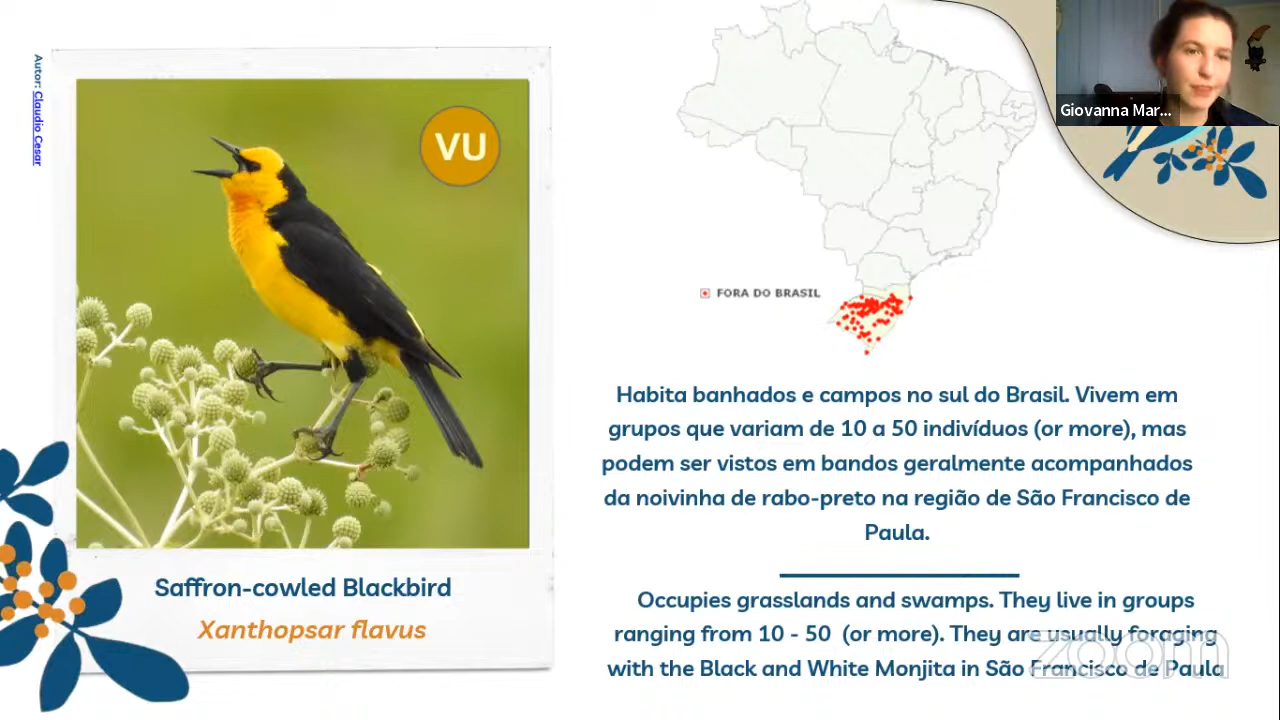 Autor: Claudio Cesar
VU
Saffron-cowled Blackbird
Xanthopsar flavus
FORA DO BRASIL
Giovanna Mar...
Habita banhados e campos no sul do Brasil. Vivem em
grupos que variam de 10 a 50 indivíduos (or more), mas
podem ser vistos em bandos geralmente acompanhados
da noivinha de rabo-preto na região de São Francisco de
Paula.
Occupies grasslands and swamps. They live in groups
ranging from 10 - 50 (or more). They are usually foraging
with the Black and White Monjita in São Francisco de Paula
zoom